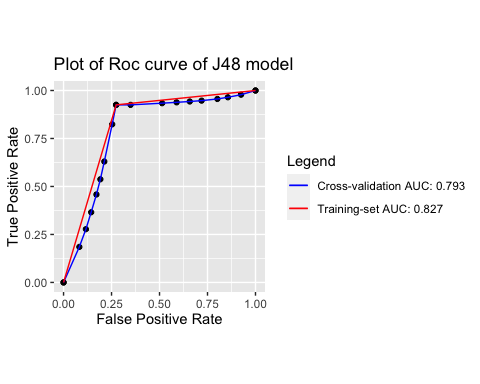 Plot of Roc curve of J48 model
1.00
0.75
0.50
0.25
0.00
True Positive Rate
0.00 0.25 0.50 0.75 1.00
False Positive Rate
Legend
Cross-validation AUC: 0.793
Training-set AUC: 0.827